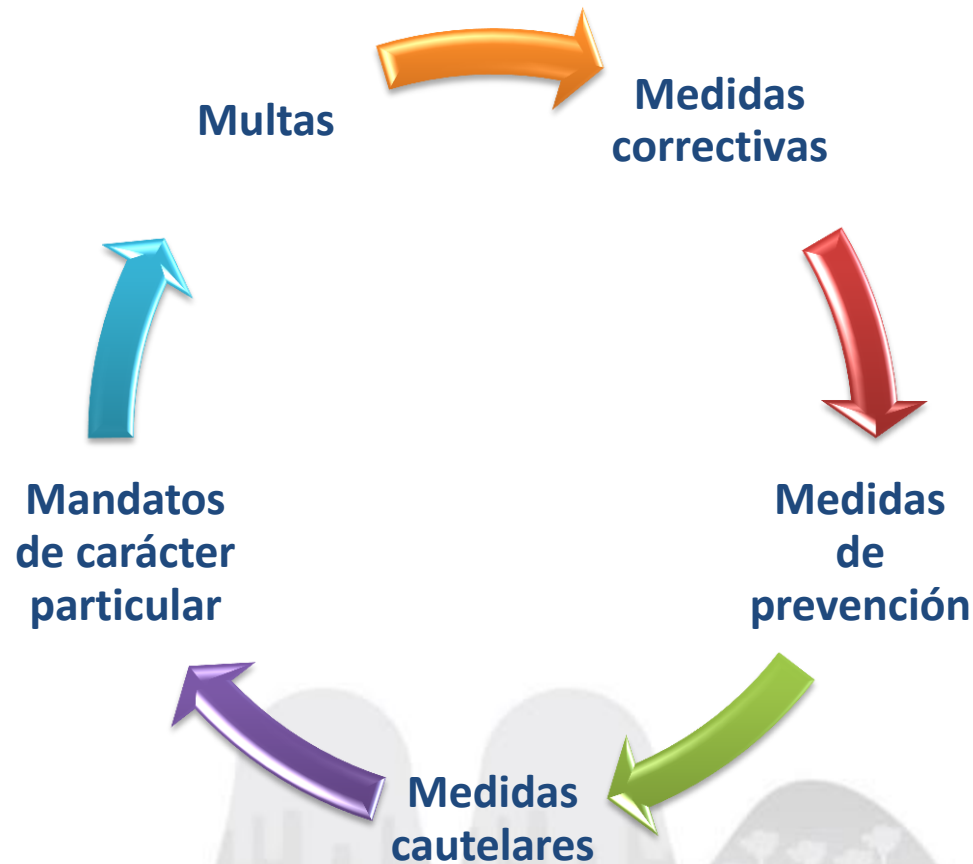 Multas
Medidas
correctivas
Medidas
de
prevención
Medidas
cautelares
Mandatos
de carácter
particular